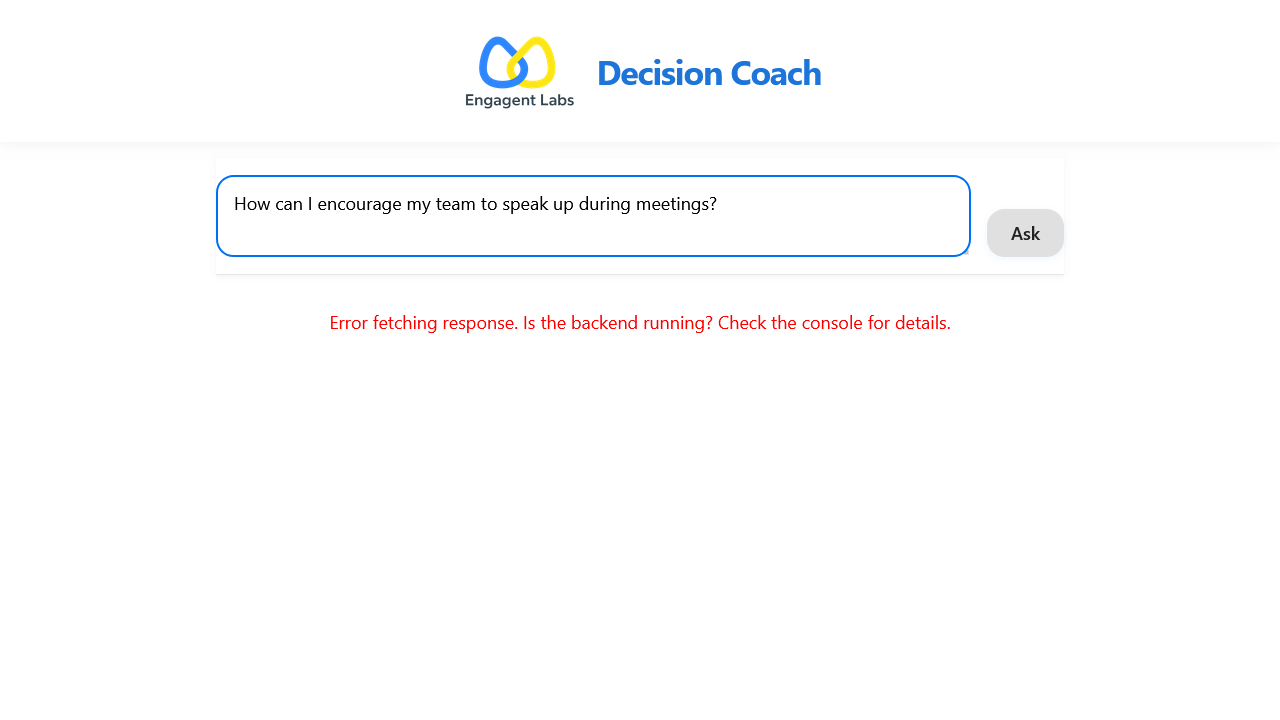 Engagent Labs
Decision Coach
How can I encourage my team to speak up during meetings?
Ask
Error fetching response. Is the backend running? Check the console for details.